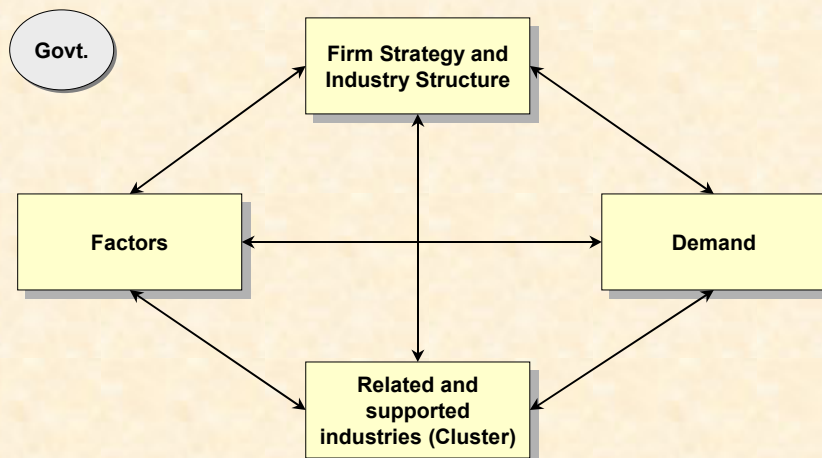 Govt.
Firm Strategy and
Industry Structure
Factors
Demand
Related and
supported
industries (Cluster)